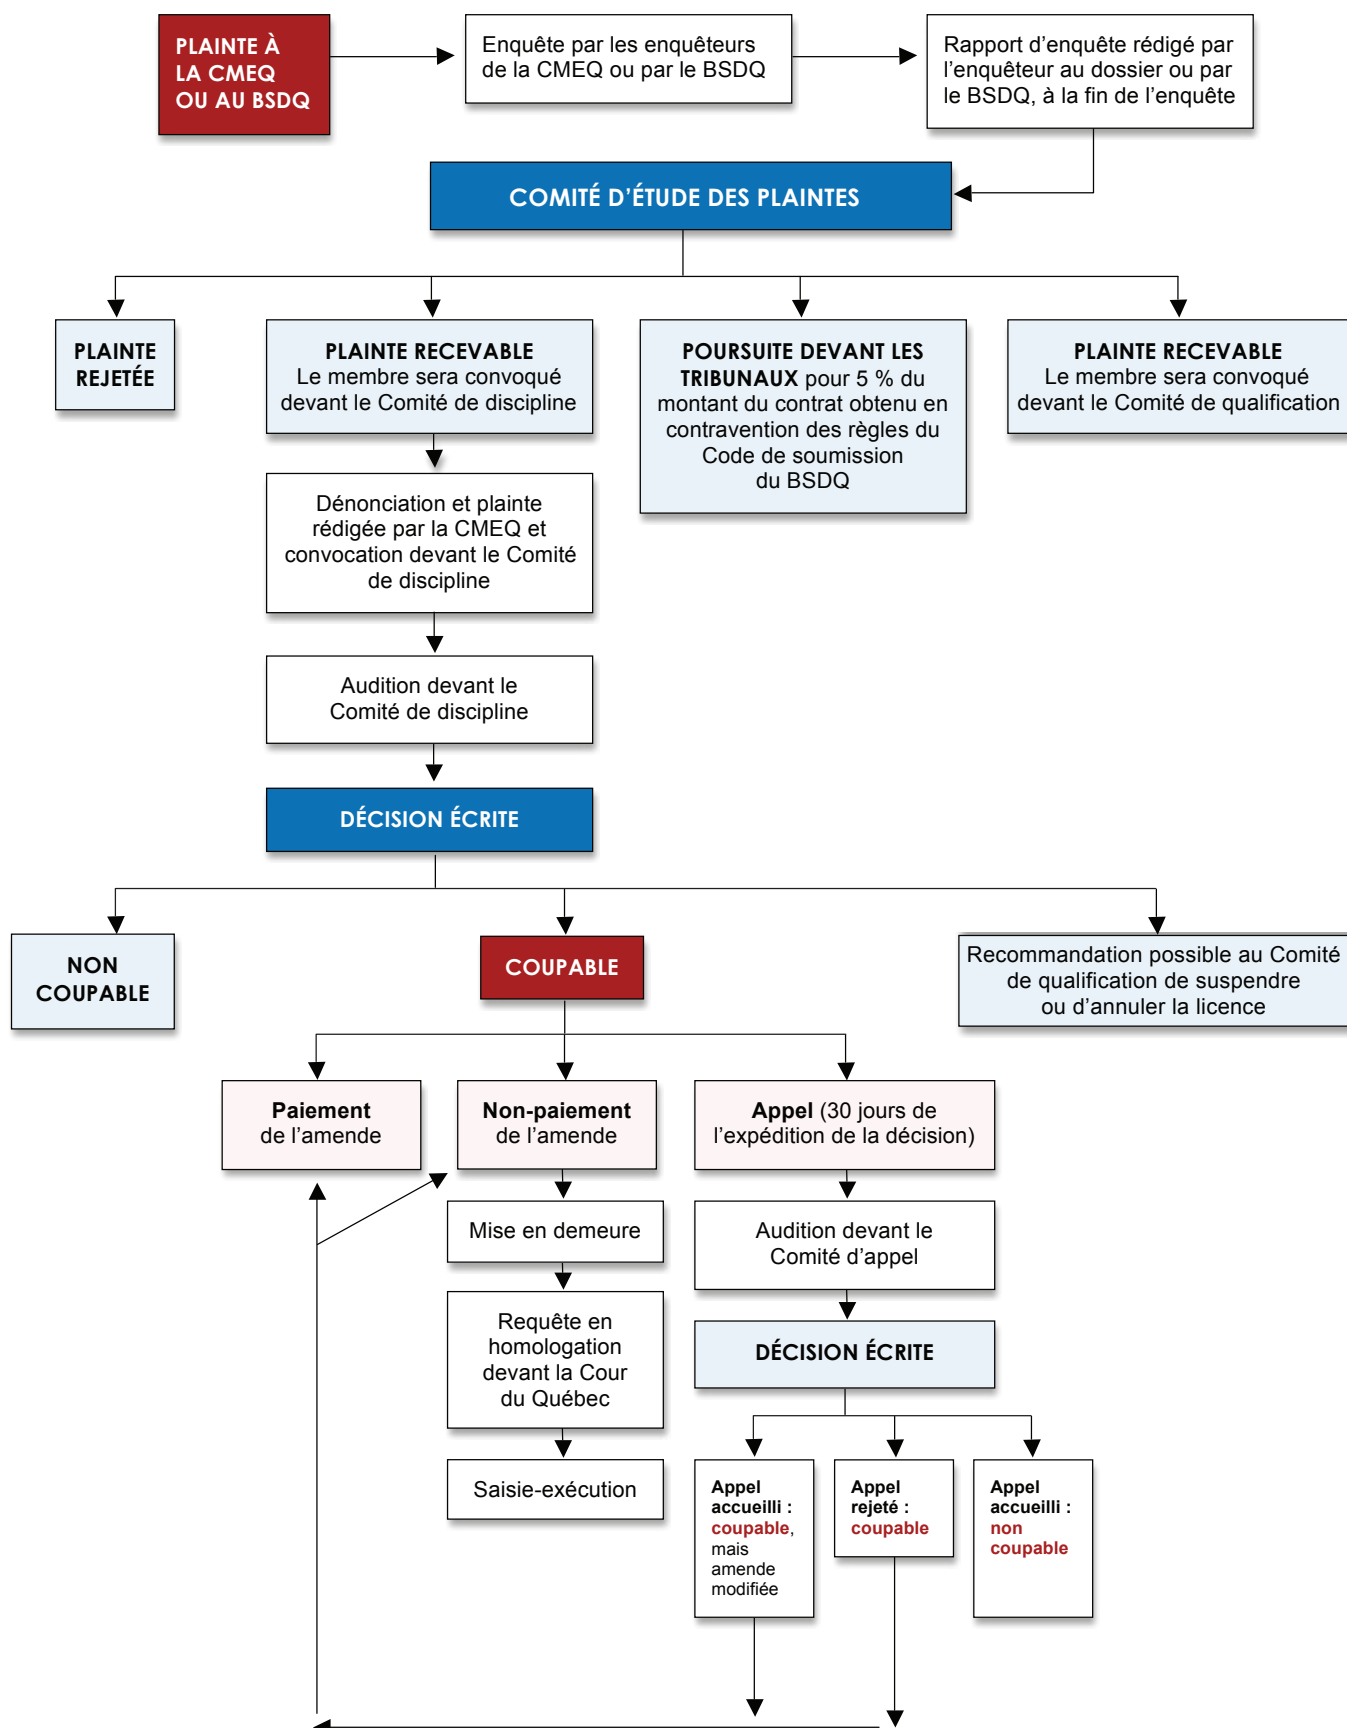 PLAINTE À
LA CMEQ
OU AU BSDQ
Enquête par les enquêteurs
de la CMEQ ou par le BSDQ
Rapport d’enquête rédigé par
l’enquêteur au dossier ou par
le BSDQ, à la fin de l’enquête
COMITÉ D’ÉTUDE DES PLAINTES
PLAINTE
REJETÉE
PLAINTE RECEVABLE
Le membre sera convoqué
devant le Comité de discipline
POURSUITE DEVANT LES
TRIBUNAUX pour 5 % du
montant du contrat obtenu en
contravention des règles du
Code de soumission
du BSDQ
PLAINTE RECEVABLE
Le membre sera convoqué
devant le Comité de qualification
Dénonciation et plainte
rédigée par la CMEQ et
convocation devant le Comité
de discipline
Audition devant le
Comité de discipline
DÉCISION ÉCRITE
NON
COUPABLE
COUPABLE
Recommandation possible au Comité
de qualification de suspendre
ou d’annuler la licence
Paiement
de l’amende
Non-paiement
de l’amende
Appel (30 jours de
l’expédition de la décision)
Mise en demeure
Audition devant le
Comité d’appel
Requête en
homologation
devant la Cour
du Québec
DÉCISION ÉCRITE
Saisie-exécution
Appel
accueilli :
coupable,
mais
amende
modifiée
Appel
rejeté :
coupable
Appel
accueilli :
non
coupable